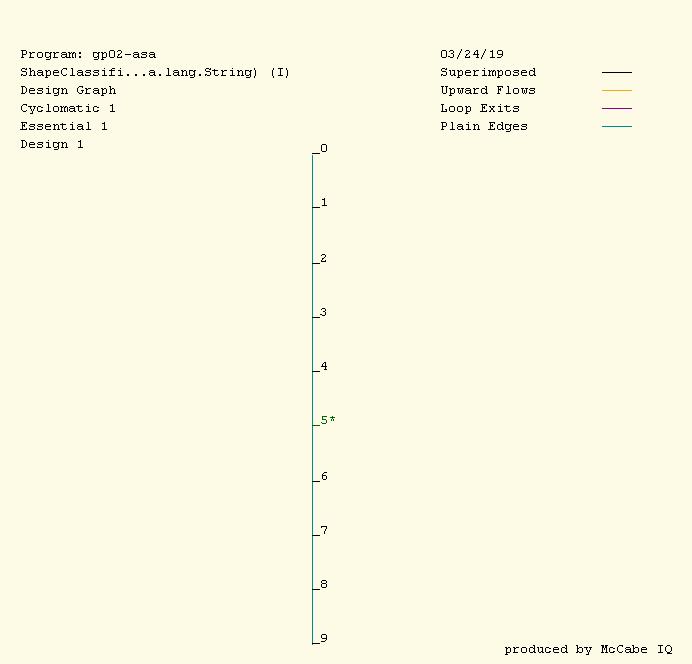 Program: gp02-asa
ShapeClassifi...a.lang.String) (I)
Design Graph
Cyclomatic 1
Essential 1
Design 1
03/24/19
Superimposed
Upward Flows
Loop Exits
Plain Edges
0
1
2
3
4
5*
6
7
8
9
produced by McCabe IQ